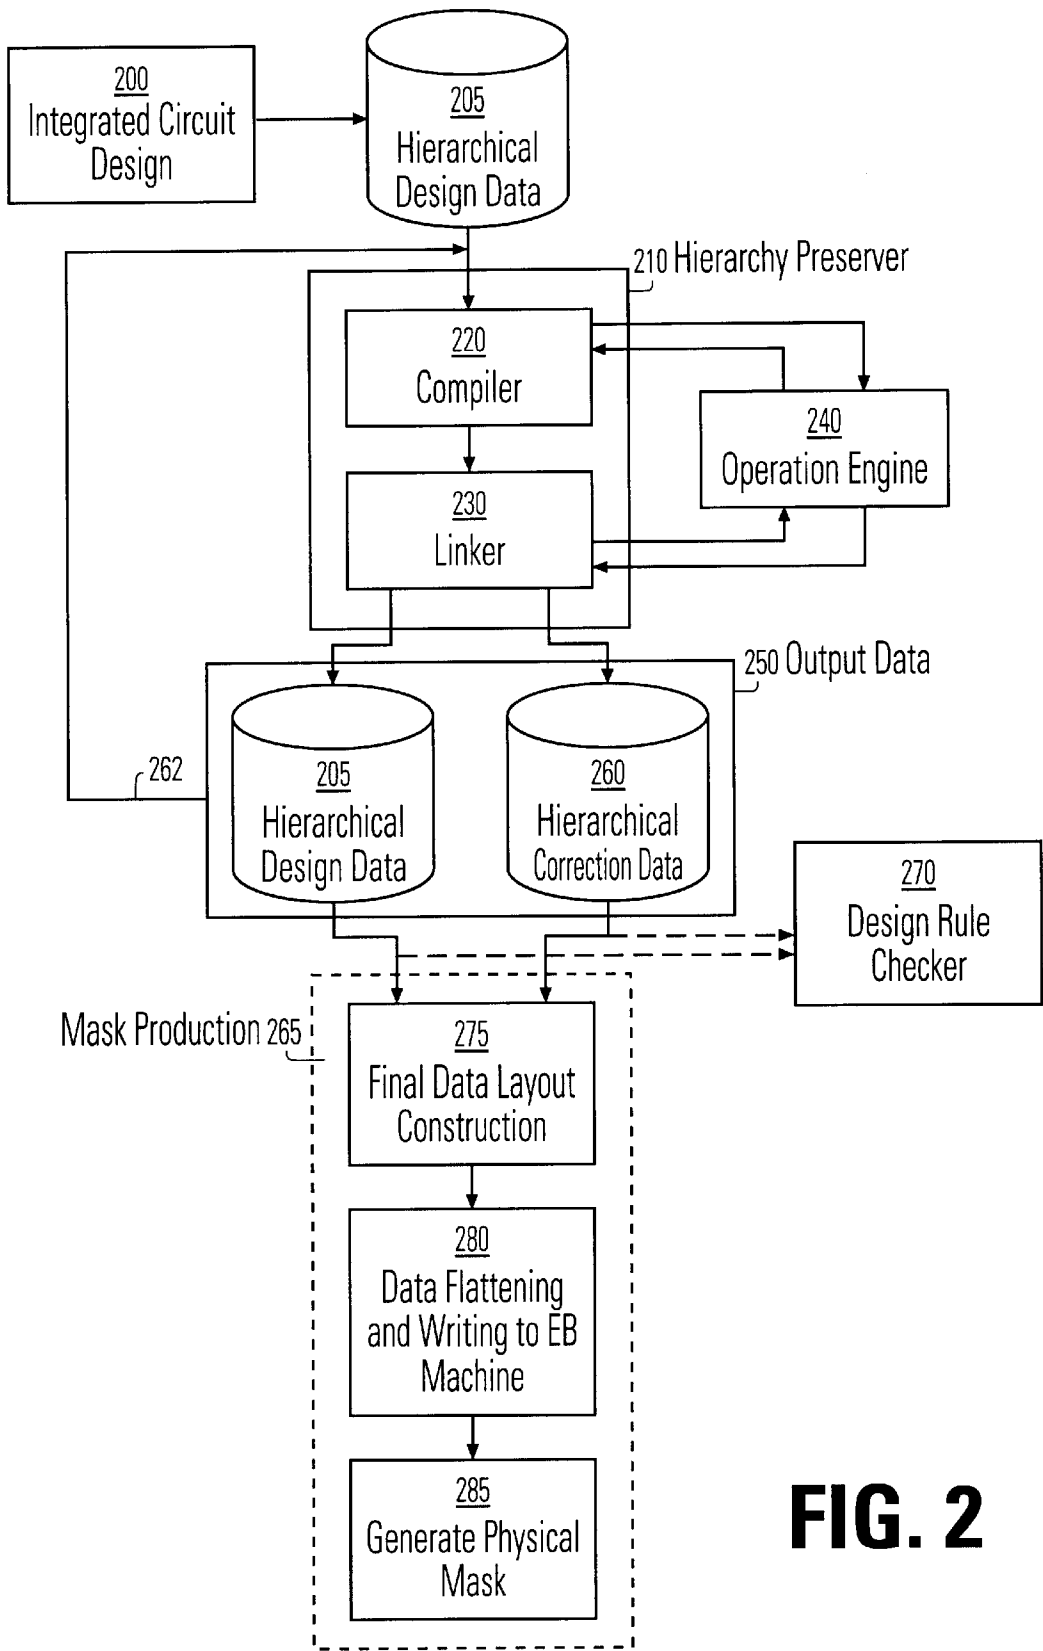 200
Integrated Circuit
Design
205
Hierarchical
Design Data
210 Hierarchy Preserver
220
Compiler
240
Operation Engine
230
Linker
250 Output Data
262
205
Hierarchical
Design Data
260
Hierarchical
Correction Data
270
Design Rule
Checker
Mask Production 265
275
Final Data Layout
Construction
280
Data Flattening
and Writing to EB
Machine
285
Generate Physical
Mask
FIG. 2